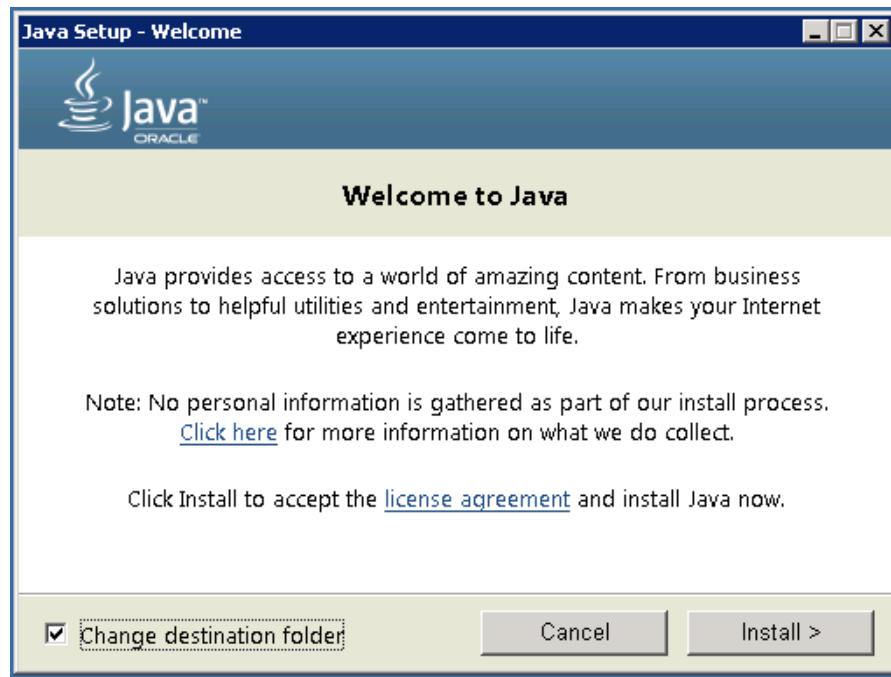 Java Setup - Welcome
Java™
ORACLE
Welcome to Java
Java provides access to a world of amazing content. From business
solutions to helpful utilities and entertainment, Java makes your Internet
experience come to life.
Note: No personal information is gathered as part of our install process.
Click here for more information on what we do collect.
Click Install to accept the license agreement and install Java now.
Change destination folder
Cancel
Install >